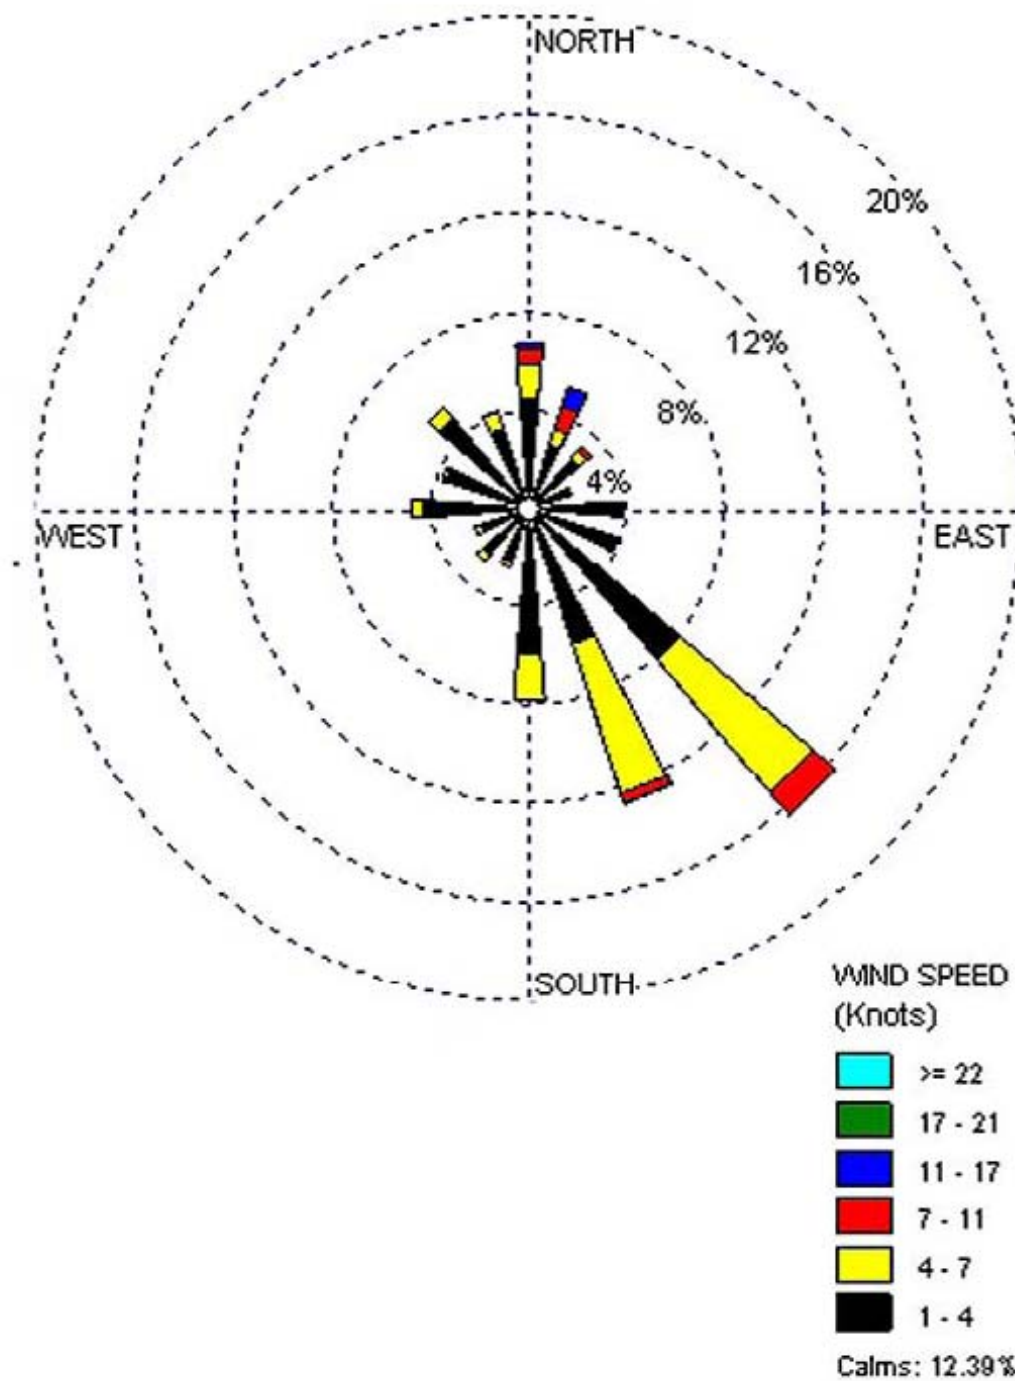 NORTH
20%
16%
12%
8%
4%
WEST
EAST
SOUTH
WIND SPEED
(Knots)
>= 22
17 - 21
11 - 17
7 - 11
4 - 7
1 - 4
Calms: 12.39%